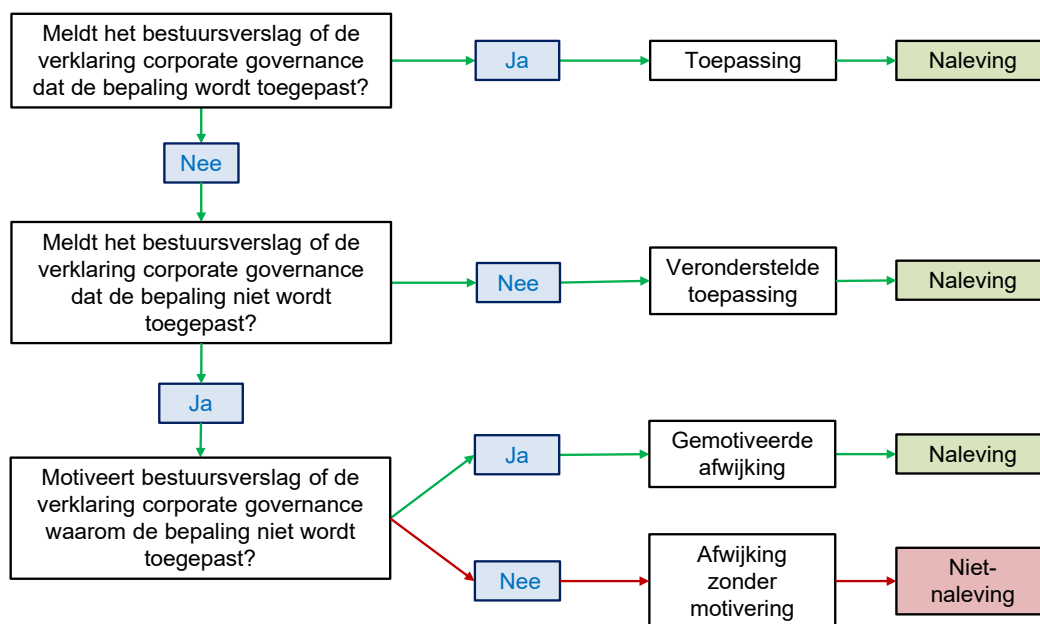 Meldt het bestuursverslag of de
verklaring corporate governance
dat de bepaling wordt toegepast?
Ja
Toepassing
Naleving
Nee
Meldt het bestuursverslag of de
verklaring corporate governance
dat de bepaling niet wordt
toegepast?
Nee
Veronderstelde
toepassing
Naleving
Ja
Motiveert bestuursverslag of de
verklaring corporate governance
waarom de bepaling niet wordt
toegepast?
Ja
Gemotiveerde
afwijking
Naleving
Nee
Afwijking
zonder
motivering
Niet-
naleving